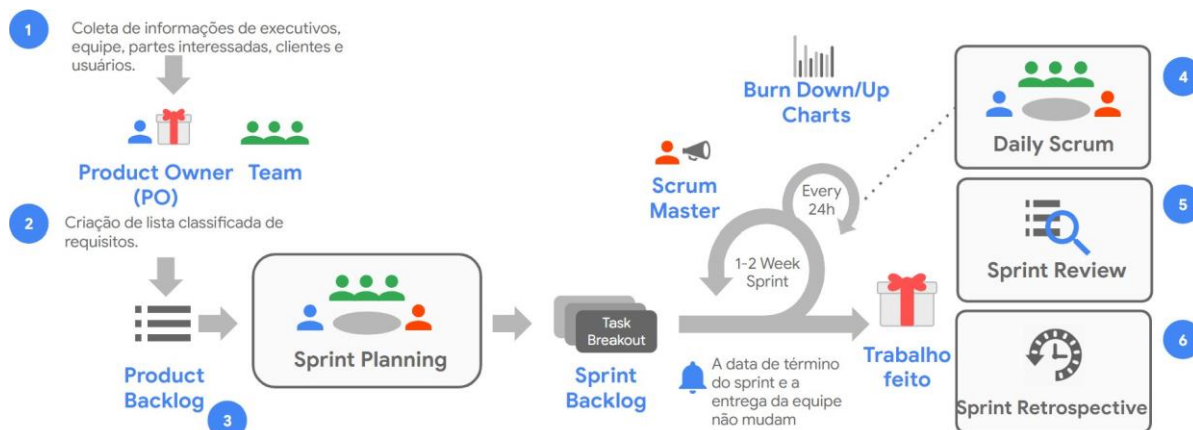 1
Coleta de informações de executivos,
equipe, partes interessadas, clientes e
usuários.
Product Owner
(PO)
Team
2
Criação de lista classificada de
requisitos.
Product
Backlog
3
Sprint Planning
Task
Breakout
Sprint
Backlog
Burn Down/Up
Charts
Scrum
Master
Every
24h
1-2 Week
Sprint
A data de término
do sprint e a
entrega da equipe
não mudam
Trabalho
feito
4
Daily Scrum
5
Sprint Review
6
Sprint Retrospective